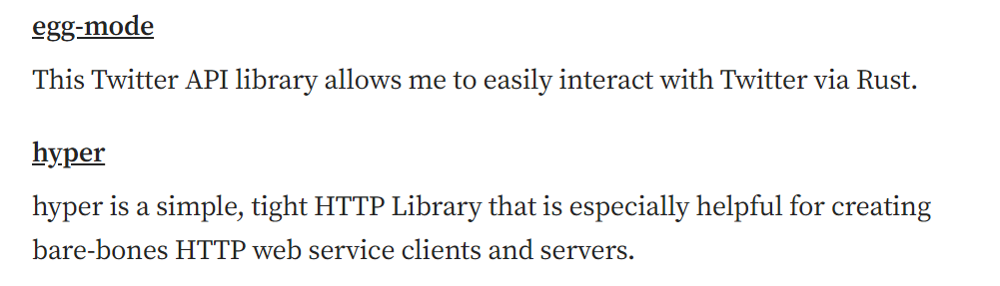 egg-mode
This Twitter API library allows me to easily interact with Twitter via Rust.
hyper
hyper is a simple, tight HTTP Library that is especially helpful for creating
bare-bones HTTP web service clients and servers.